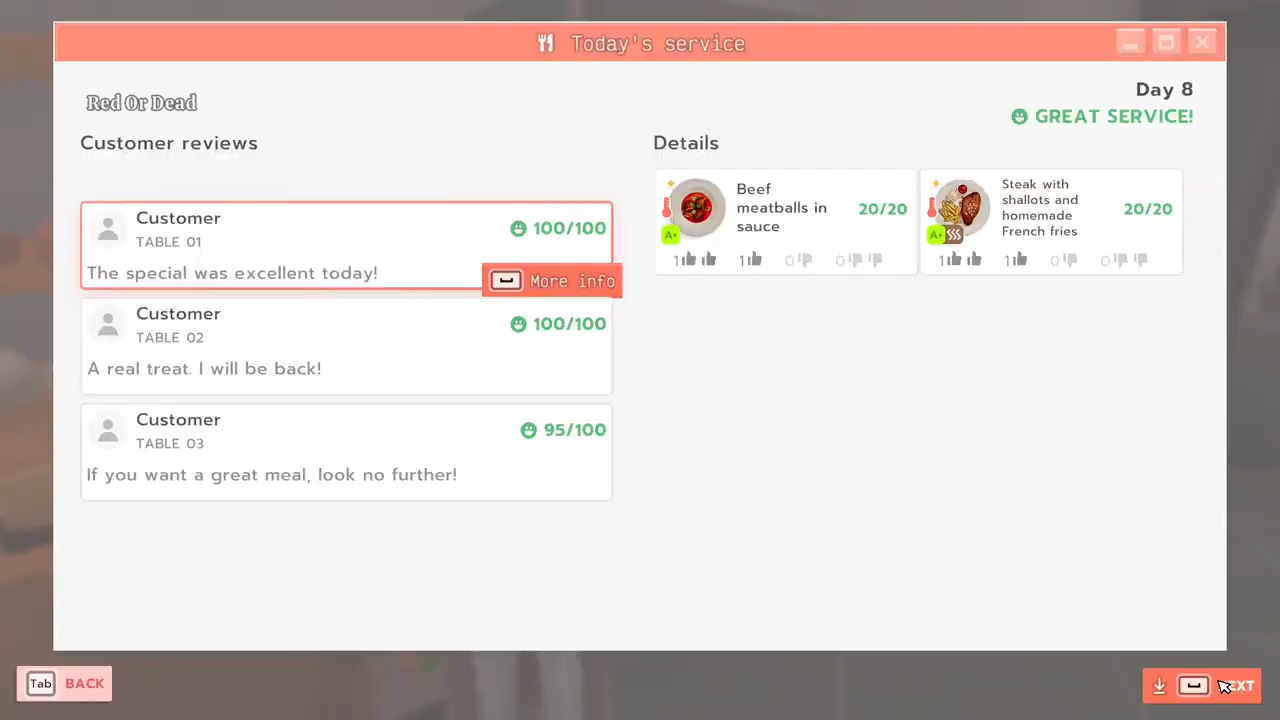 Today's service
Red Or Dead
Day 8
GREAT SERVICE!
Customer reviews
Details
Customer
TABLE 01
100/100
The special was excellent today!
More info
Customer
TABLE 02
100/100
A real treat. I will be back!
Customer
TABLE 03
95/100
If you want a great meal, look no further!
Beef
meatballs in
sauce
20/20
A+
1 1 0 0
Steak with
shallots and
homemade
French fries
20/20
A+
1 1 0 0
Tab BACK
EXT